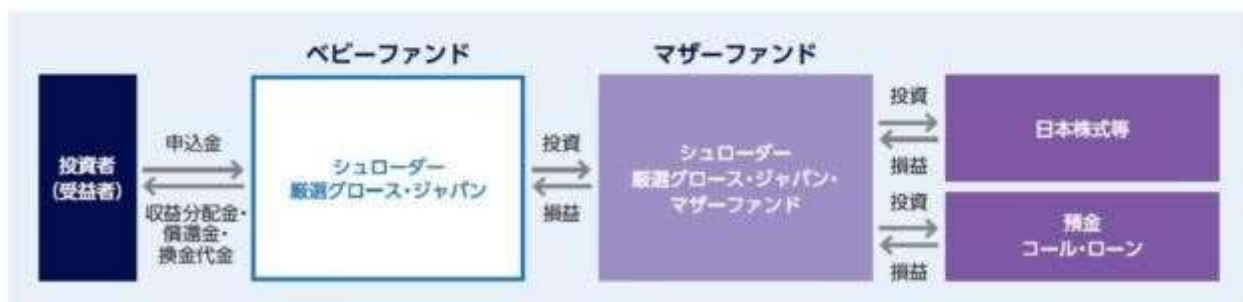 ベビーファンド
マザーファンド
投資者
(受益者)
申込金
収益分配金・
償還金・
換金代金
シュローダー
厳選グロース・ジャパン
投資
損益
シュローダー
厳選グロース・ジャパン・
マザーファンド
投資
損益
日本株式等
投資
損益
預金
コール・ローン